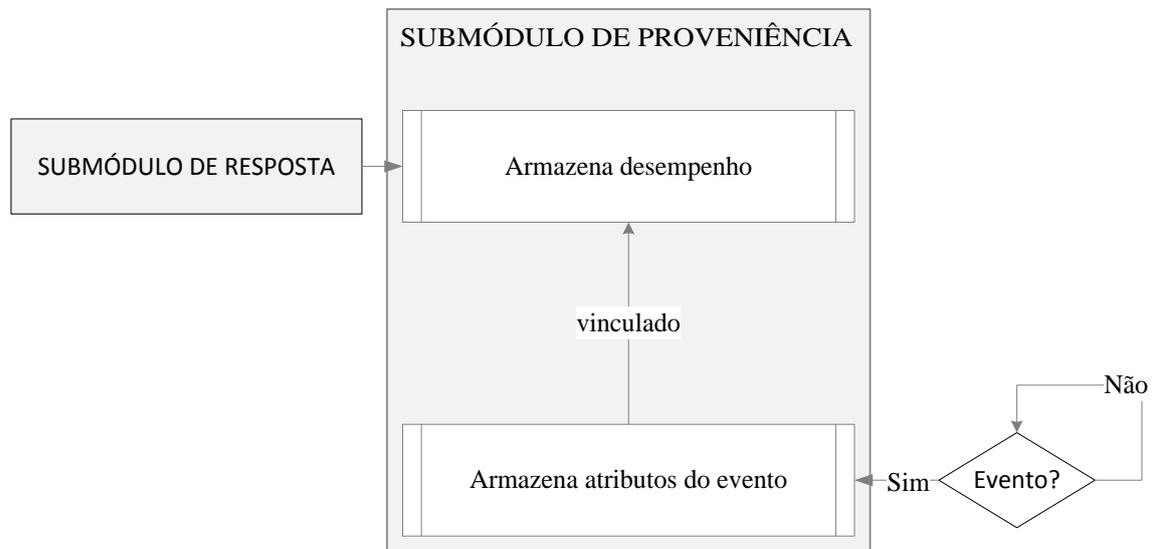 SUBMÓDULO DE PROVENIÊNCIA
SUBMÓDULO DE RESPOSTA
Armazena desempenho
vinculado
Não
Armazena atributos do evento
Sim
Evento?